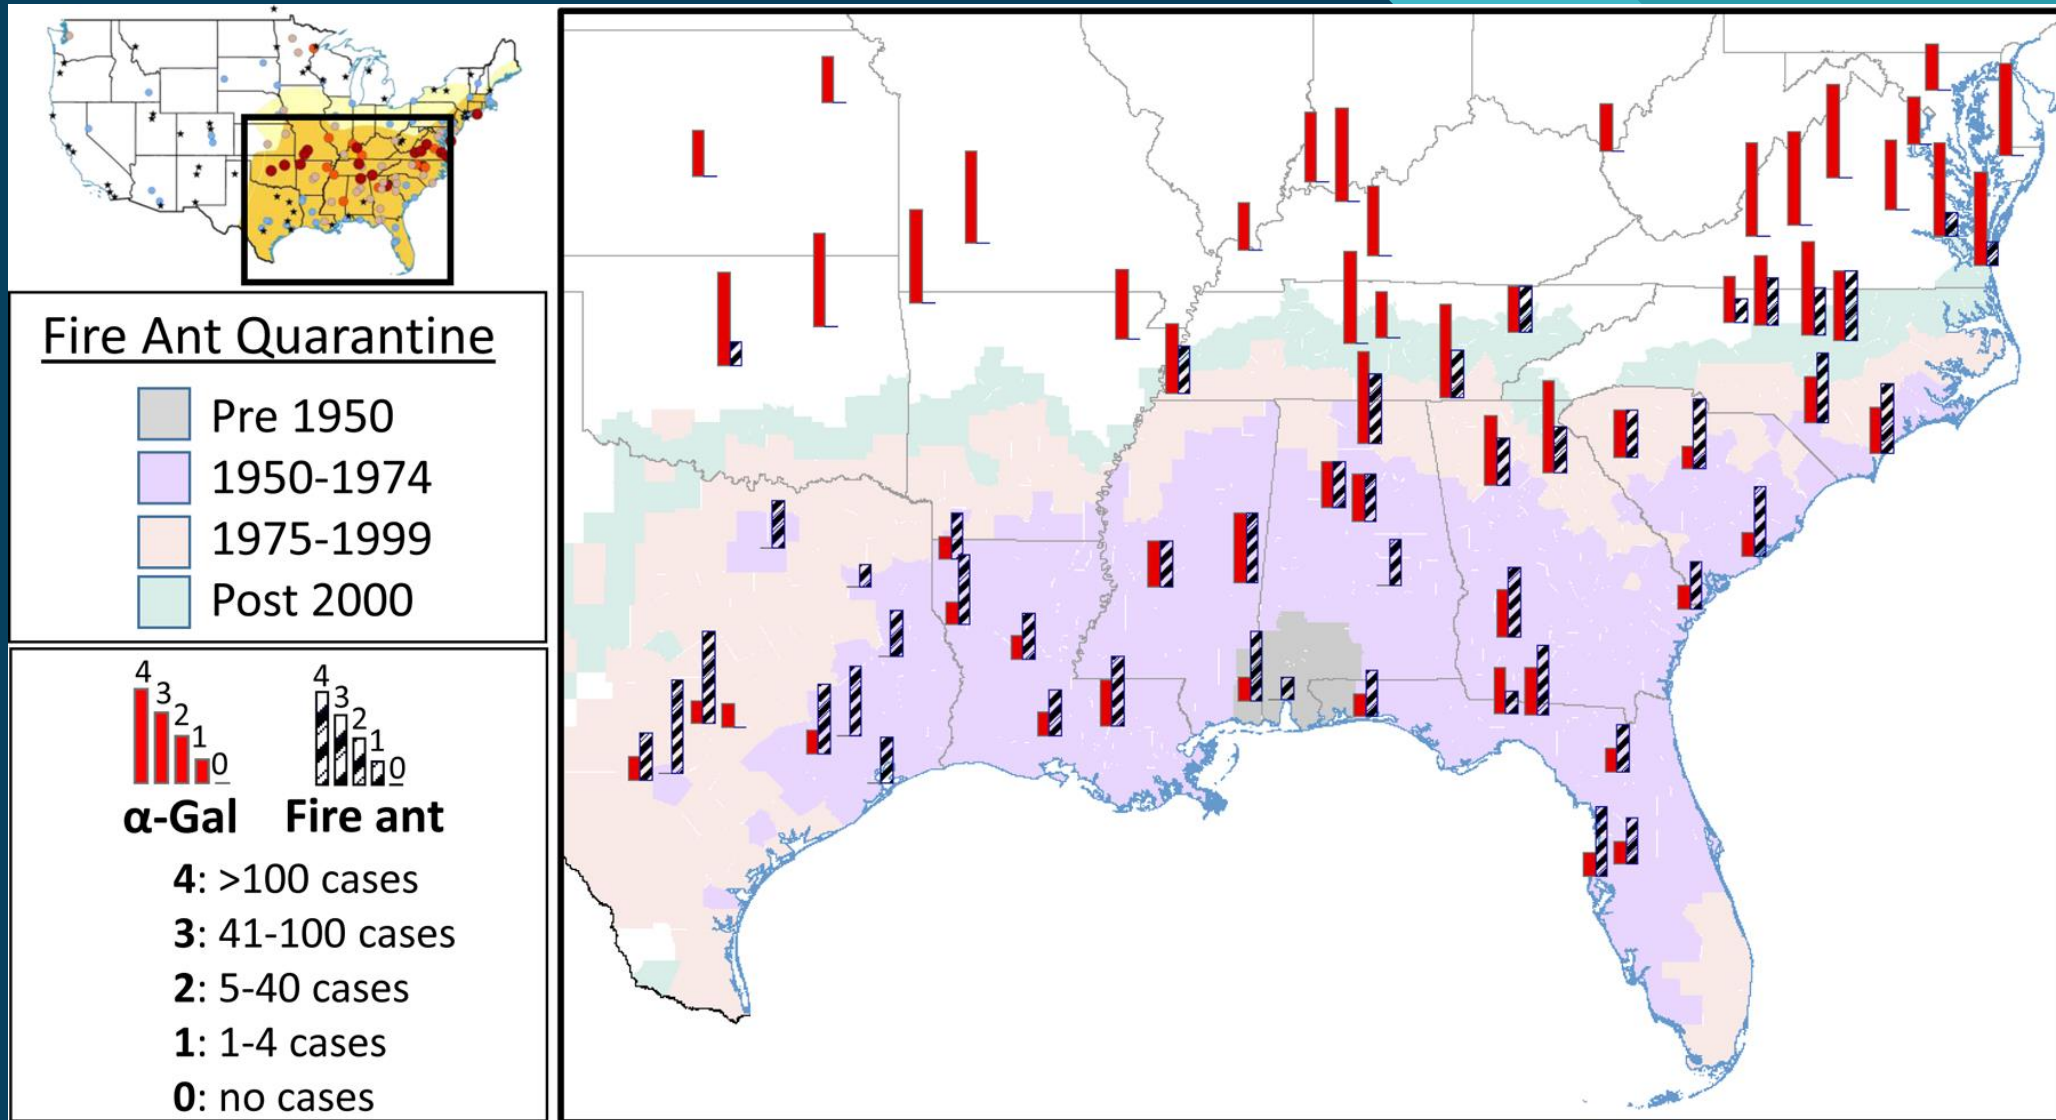 Fire Ant Quarantine
Pre 1950
1950-1974
1975-1999
Post 2000
4
3
2
1
0
4
3
2
1
0
α-Gal
Fire ant
4: >100 cases
3: 41-100 cases
2: 5-40 cases
1: 1-4 cases
0: no cases